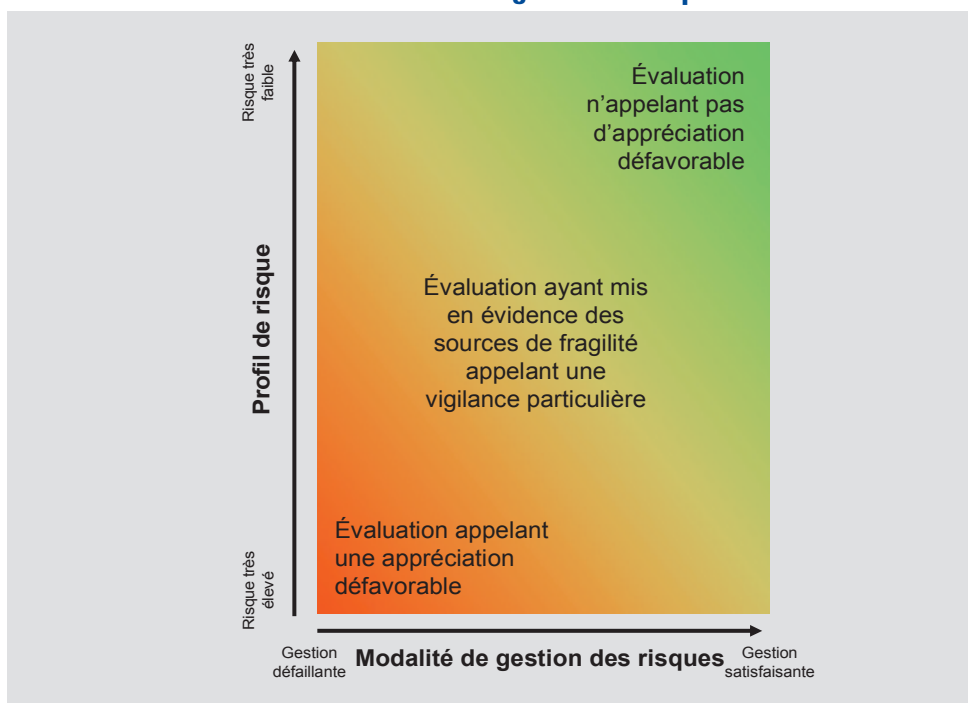 Risque très
faible
Évaluation
n’appelant pas
d’appréciation
défavorable
Profil de risque
Évaluation ayant mis
en évidence des
sources de fragilité
appelant une
vigilance particulière
Évaluation appelant
une appréciation
défavorable
Risque très
élevé
Gestion
défaillante
Modalité de gestion des risques
Gestion
satisfaisante